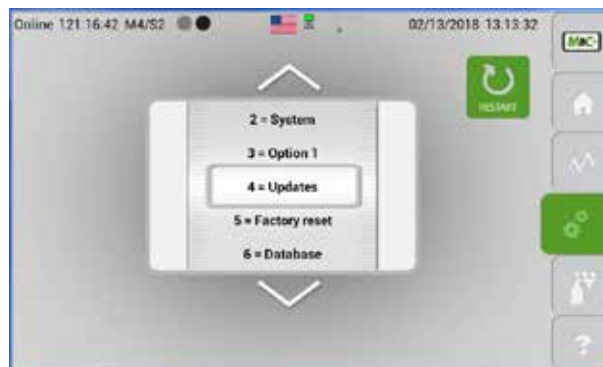 Online 121.16:42 M4/S2
02/13/2018 13:13:32
RESTART
2 = System
3 = Option 1
4 = Updates
5 = Factory reset
6 = Database
?